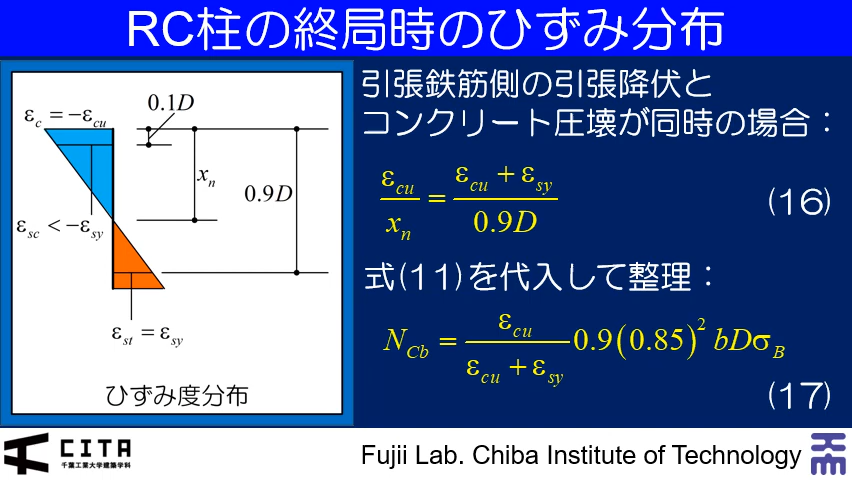 RC柱の終局時のひずみ分布
ε_c = −ε_cu
0.1D
x_n
0.9D
ε_sc < −ε_sy
ε_st = ε_sy
ひずみ度分布
引張鉄筋側の引張降伏と
コンクリート圧壊が同時の場合：
ε_cu / x_n = (ε_cu + ε_sy) / 0.9D
(16)
式(11)を代入して整理：
N_Cb = ε_cu / (ε_cu + ε_sy) 0.9(0.85)² bDσ_B
(17)
CITA
千葉工業大学建築学科
Fujii Lab. Chiba Institute of Technology